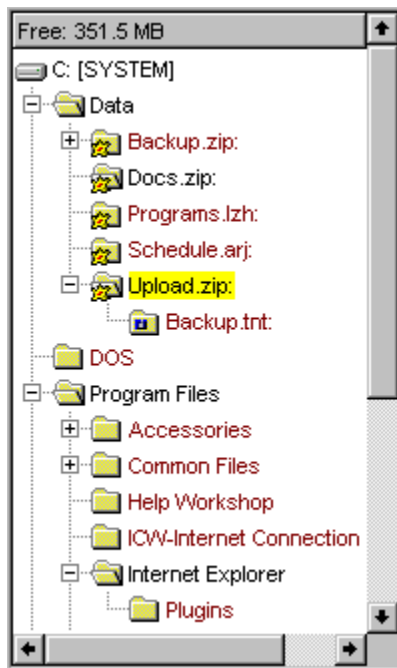 Free: 351.5 MB
C: [SYSTEM]
Data
Backup.zip:
Docs.zip:
Programs.lzh:
Schedule.arj:
Upload.zip:
Backup.tnt:
DOS
Program Files
Accessories
Common Files
Help Workshop
ICW-Internet Connection
Internet Explorer
Plugins